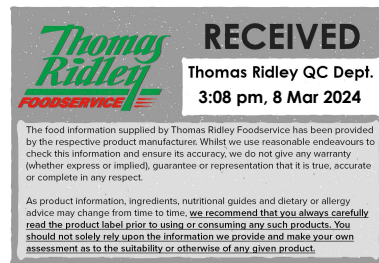 Thomas
Ridley
FOODSERVICE
RECEIVED
Thomas Ridley QC Dept.
3:08 pm, 8 Mar 2024
The food information supplied by Thomas Ridley Foodservice has been provided
by the respective product manufacturer. Whilst we use reasonable endeavours to
check this information and ensure its accuracy, we do not give any warranty
(whether express or implied), guarantee or representation that it is true, accurate
or complete in any respect.
As product information, ingredients, nutritional guides and dietary or allergy
advice may change from time to time, we recommend that you always carefully
read the product label prior to using or consuming any such products. You
should not solely rely upon the information we provide and make your own
assessment as to the suitability or otherwise of any given product.